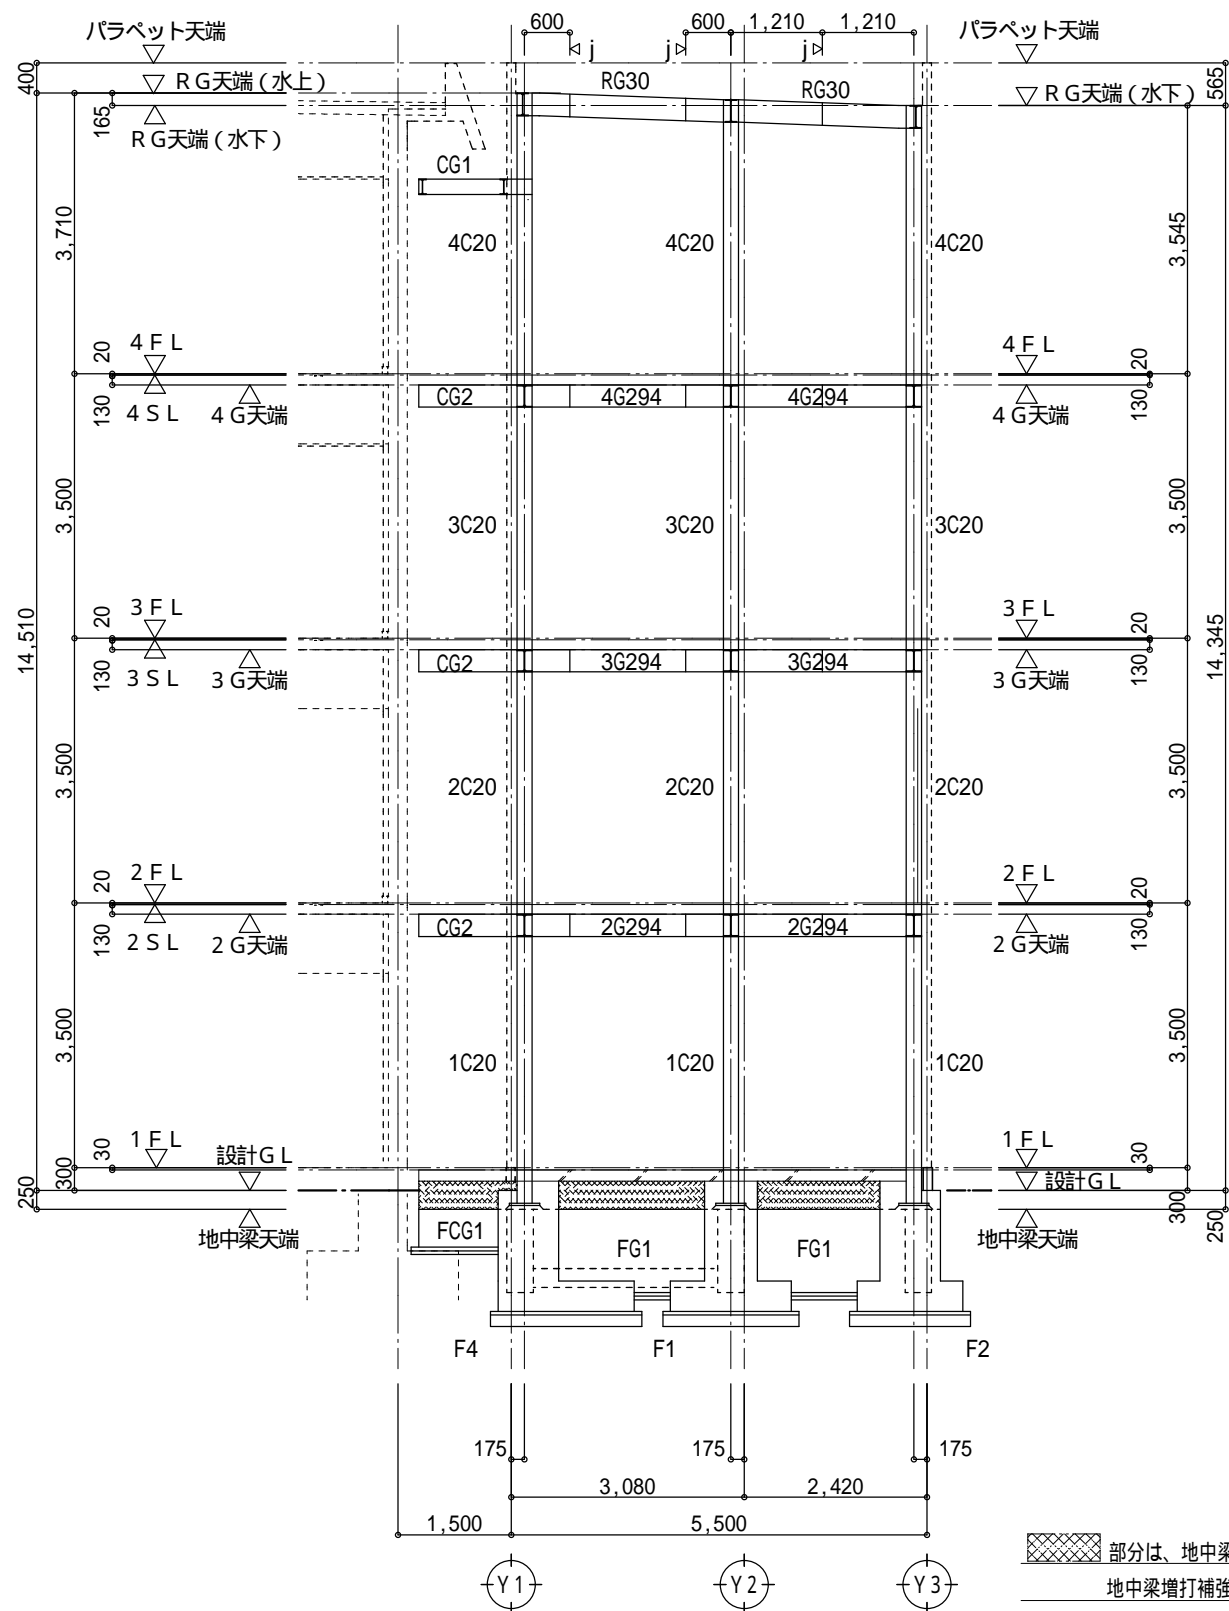 600
600
1,210
1,210
j
j
j
パラペット天端
パラペット天端
400
ＲＧ天端（水上）
165
ＲＧ天端（水下）
RG30
RG30
ＲＧ天端（水下）
565
CG1
3,710
4C20
4C20
4C20
3,545
20
４ＦＬ
130
４ＳＬ
４Ｇ天端
CG2
4G294
4G294
４ＦＬ
20
４Ｇ天端
130
3,500
3C20
3C20
3C20
3,500
14,510
14,345
20
３ＦＬ
130
３ＳＬ
３Ｇ天端
CG2
3G294
3G294
３ＦＬ
20
３Ｇ天端
130
3,500
2C20
2C20
2C20
3,500
20
２ＦＬ
130
２ＳＬ
２Ｇ天端
CG2
2G294
2G294
２ＦＬ
20
２Ｇ天端
130
3,500
1C20
1C20
1C20
3,500
30
１ＦＬ
設計ＧＬ
300
250
地中梁天端
FCG1
FG1
FG1
１ＦＬ
30
設計ＧＬ
300
250
地中梁天端
F4
F1
F2
175
175
175
3,080
2,420
1,500
5,500
Ｙ１
Ｙ２
Ｙ３
部分は、地中梁
地中梁増打補強